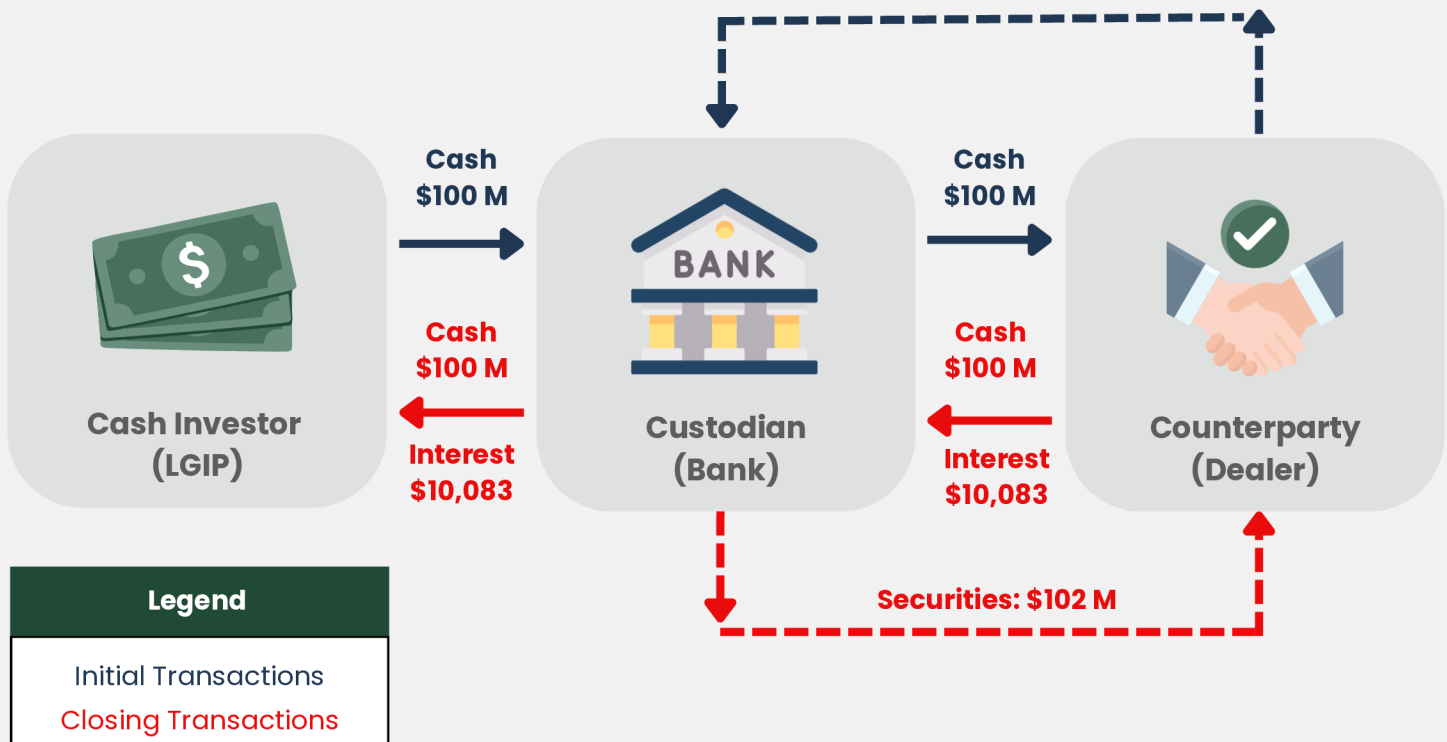 Cash
$100 M
Cash
$100 M
BANK
Cash
$100 M
Cash
$100 M
Cash Investor
(LGIP)
Interest
$10,083
Custodian
(Bank)
Interest
$10,083
Counterparty
(Dealer)
Securities: $102 M
Legend
Initial Transactions
Closing Transactions